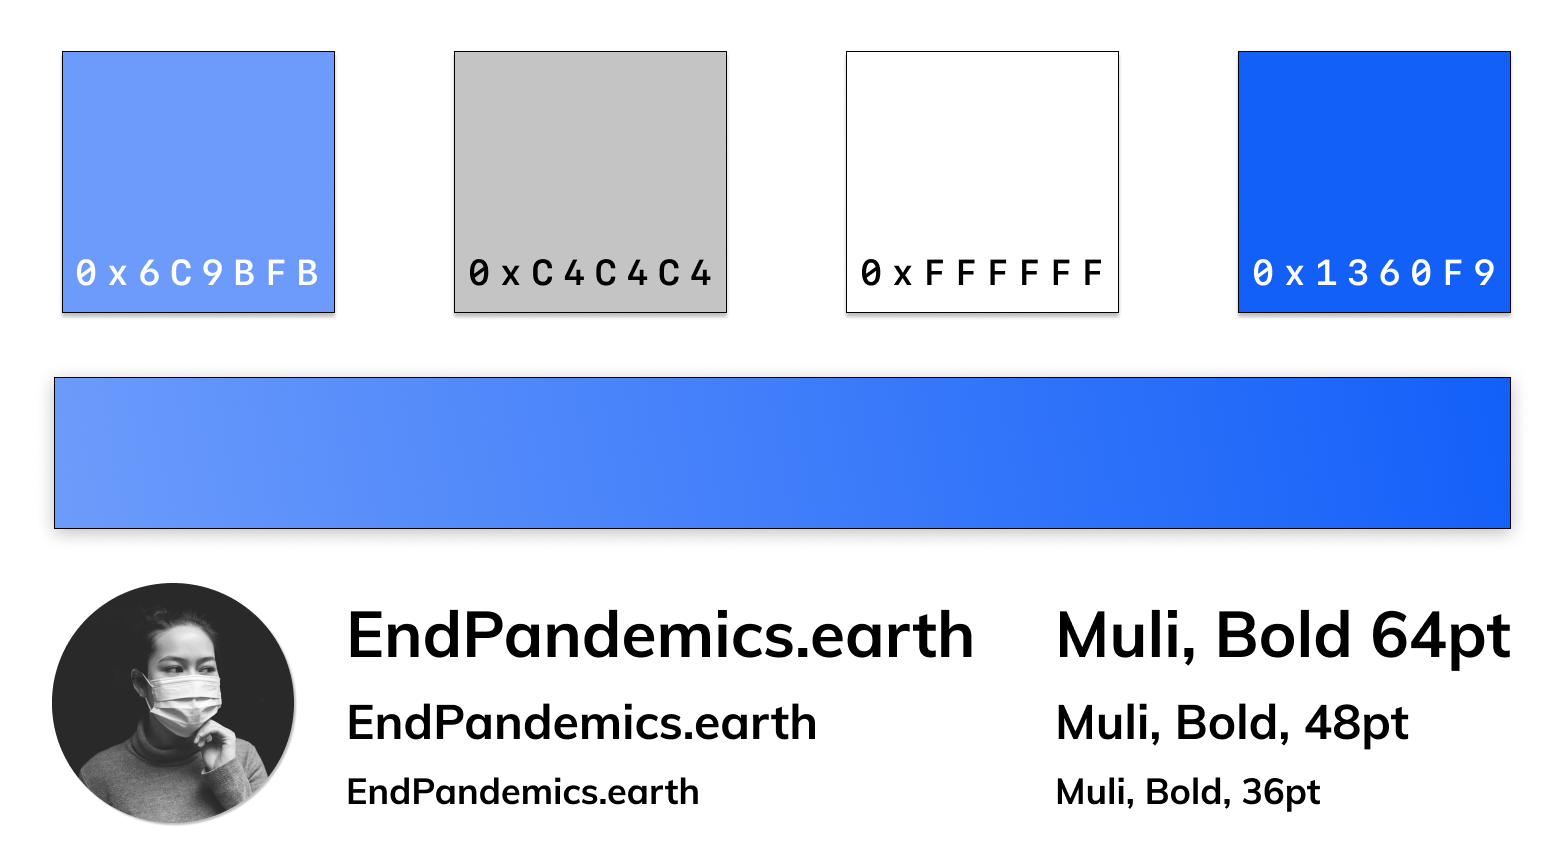 0x6C9BFB
0xC4C4C4
0xFFFFFF
0x1360F9
EndPandemics.earth
Muli, Bold 64pt
EndPandemics.earth
Muli, Bold, 48pt
EndPandemics.earth
Muli, Bold, 36pt